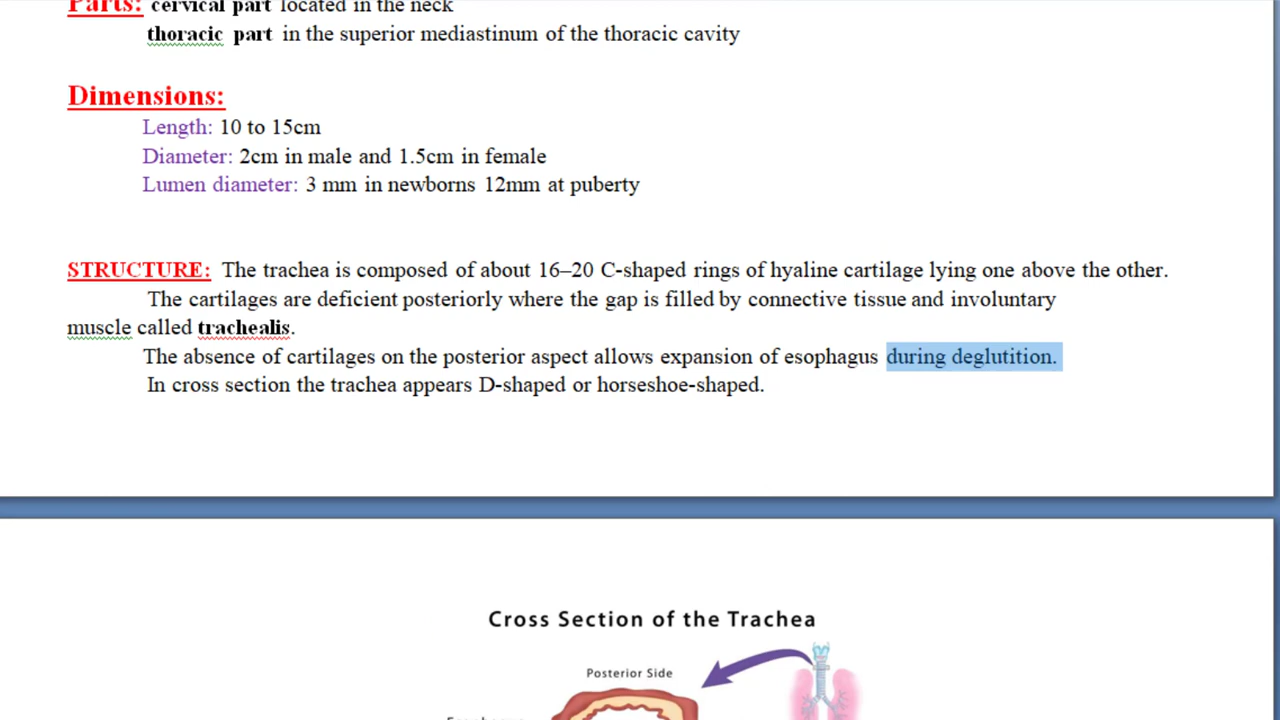 Parts: cervical part located in the neck
thoracic part in the superior mediastinum of the thoracic cavity
Dimensions:
Length: 10 to 15cm
Diameter: 2cm in male and 1.5cm in female
Lumen diameter: 3 mm in newborns 12mm at puberty
STRUCTURE: The trachea is composed of about 16–20 C-shaped rings of hyaline cartilage lying one above the other.
The cartilages are deficient posteriorly where the gap is filled by connective tissue and involuntary
muscle called trachealis.
The absence of cartilages on the posterior aspect allows expansion of esophagus during deglutition.
In cross section the trachea appears D-shaped or horseshoe-shaped.
Cross Section of the Trachea
Posterior Side